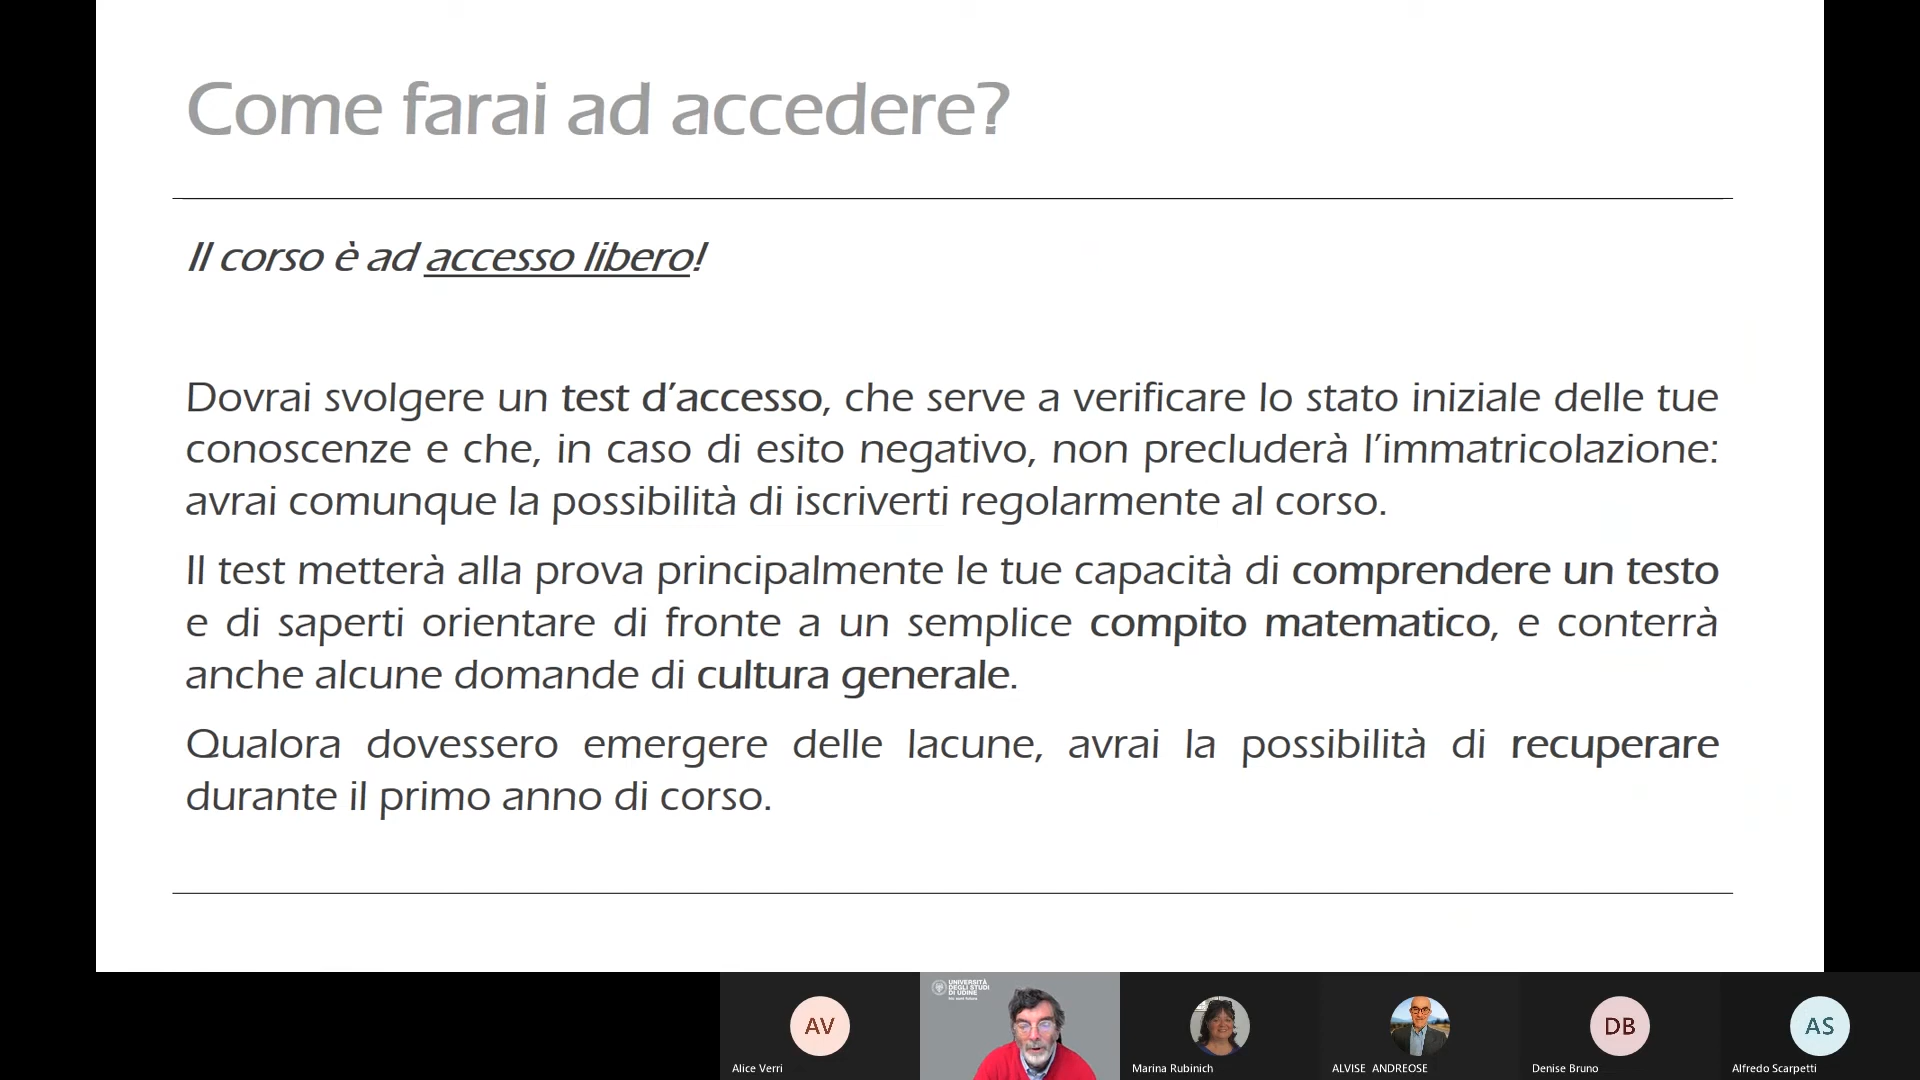 Come farai ad accedere?
Il corso è ad accesso libero!
Dovrai svolgere un test d’accesso, che serve a verificare lo stato iniziale delle tue
conoscenze e che, in caso di esito negativo, non precluderà l’immatricolazione:
avrai comunque la possibilità di iscriverti regolarmente al corso.
Il test metterà alla prova principalmente le tue capacità di comprendere un testo
e di saperti orientare di fronte a un semplice compito matematico, e conterrà
anche alcune domande di cultura generale.
Qualora dovessero emergere delle lacune, avrai la possibilità di recuperare
durante il primo anno di corso.
AV
Alice Verri
UNIVERSITÀ
DEGLI STUDI
DI UDINE
Marina Rubinich
ALVISE ANDREOSE
DB
Denise Bruno
AS
Alfredo Scarpetti